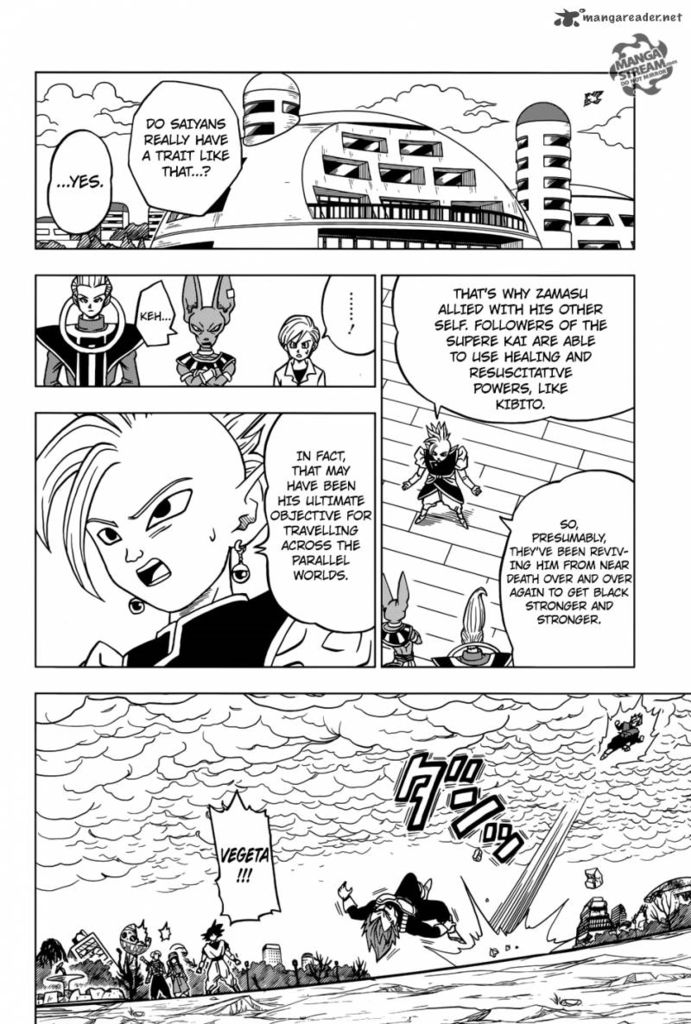 mangareader.net
MANGA
STREAM
.COM
DO NOT MIRROR
DO SAIYANS
REALLY HAVE
A TRAIT LIKE
THAT...?
...YES.
THAT'S WHY ZAMASU
ALLIED WITH HIS OTHER
SELF. FOLLOWERS OF THE
SUPERE KAI ARE ABLE
TO USE HEALING AND
RESUSCITATIVE
POWERS, LIKE
KIBITO.
SO,
PRESUMABLY,
THEY'VE BEEN REVIV-
ING HIM FROM NEAR
DEATH OVER AND OVER
AGAIN TO GET BLACK
STRONGER AND
STRONGER.
.......
KEH...
IN FACT,
THAT MAY
HAVE BEEN
HIS ULTIMATE
OBJECTIVE FOR
TRAVELLING
ACROSS THE
PARALLEL
WORLDS.
VEGETA
!!!
ダンッ